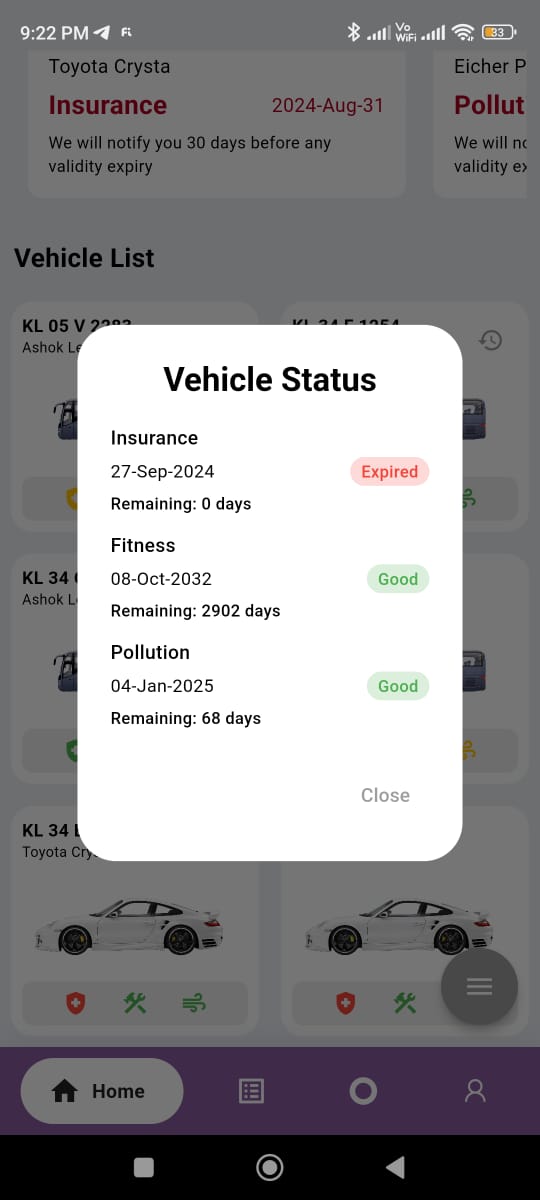 9:22 PM
Fi
Vo
WiFi
33
Toyota Crysta
Eicher P
Insurance
2024-Aug-31
Pollut
We will notify you 30 days before any
validity expiry
We will no
validity ex
Vehicle List
KL 05 V 2283
KL 34 F 1254
Ashok Le
Vehicle Status
Insurance
27-Sep-2024
Expired
Remaining: 0 days
Fitness
08-Oct-2032
Good
Remaining: 2902 days
Pollution
04-Jan-2025
Good
Remaining: 68 days
Close
KL 34
Ashok L
KL 34
Toyota Cry
Home